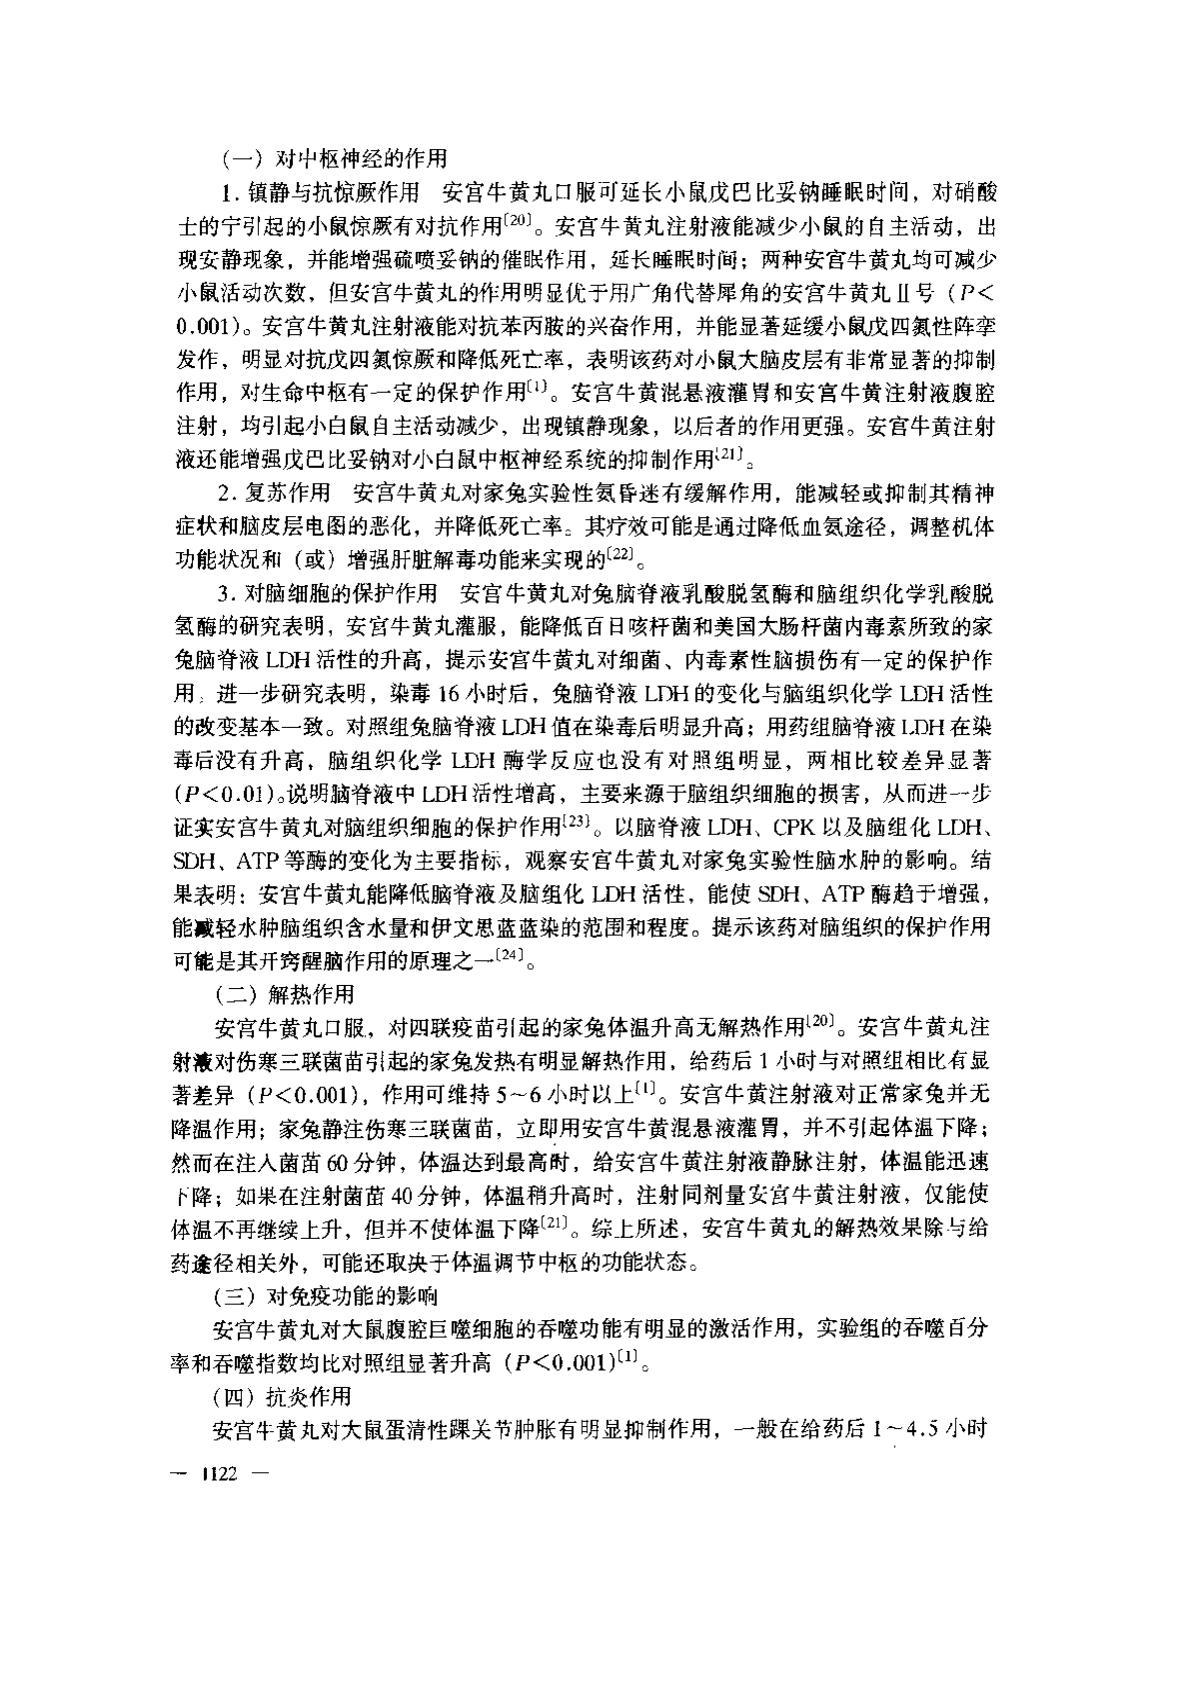 （一）对中枢神经的作用
1. 镇静与抗惊厥作用　安宫牛黄丸口服可延长小鼠戊巴比妥钠睡眠时间，对硝酸
士的宁引起的小鼠惊厥有对抗作用〔20〕。安宫牛黄丸注射液能减少小鼠的自主活动，出
现安静现象，并能增强硫喷妥钠的催眠作用，延长睡眠时间；两种安宫牛黄丸均可减少
小鼠活动次数，但安宫牛黄丸的作用明显优于用广角代替犀角的安宫牛黄丸Ⅱ号（P<
0.001）。安宫牛黄丸注射液能对抗苯丙胺的兴奋作用，并能显著延缓小鼠戊四氮性阵挛
发作，明显对抗戊四氮惊厥和降低死亡率，表明该药对小鼠大脑皮层有非常显著的抑制
作用，对生命中枢有一定的保护作用〔1〕。安宫牛黄混悬液灌胃和安宫牛黄注射液腹腔
注射，均引起小白鼠自主活动减少、出现镇静现象，以后者的作用更强。安宫牛黄注射
液还能增强戊巴比妥钠对小白鼠中枢神经系统的抑制作用〔21〕。
2. 复苏作用　安宫牛黄丸对家兔实验性氨昏迷有缓解作用，能减轻或抑制其精神
症状和脑皮层电图的恶化，并降低死亡率。其疗效可能是通过降低血氨途径，调整机体
功能状况和（或）增强肝脏解毒功能来实现的〔22〕。
3. 对脑细胞的保护作用　安宫牛黄丸对兔脑脊液乳酸脱氢酶和脑组织化学乳酸脱
氢酶的研究表明，安宫牛黄丸灌服，能降低百日咳杆菌和美国大肠杆菌内毒素所致的家
兔脑脊液 LDH 活性的升高，提示安宫牛黄丸对细菌、内毒素性脑损伤有一定的保护作
用。进一步研究表明，染毒 16 小时后，兔脑脊液 LDH 的变化与脑组织化学 LDH 活性
的改变基本一致。对照组兔脑脊液 LDH 值在染毒后明显升高；用药组脑脊液 LDH 在染
毒后没有升高，脑组织化学 LDH 酶学反应也没有对照组明显，两相比较差异显著
（P<0.01）。说明脑脊液中 LDH 活性增高，主要来源于脑组织细胞的损害，从而进一步
证实安宫牛黄丸对脑组织细胞的保护作用〔23〕。以脑脊液 LDH、CPK 以及脑组化 LDH、
SDH、ATP 等酶的变化为主要指标，观察安宫牛黄丸对家兔实验性脑水肿的影响。结
果表明：安宫牛黄丸能降低脑脊液及脑组化 LDH 活性，能使 SDH、ATP 酶趋于增强，
能减轻水肿脑组织含水量和伊文思蓝蓝染的范围和程度。提示该药对脑组织的保护作用
可能是其开窍醒脑作用的原理之一〔24〕。
（二）解热作用
安宫牛黄丸口服，对四联疫苗引起的家兔体温升高无解热作用〔20〕。安宫牛黄丸注
射液对伤寒三联菌苗引起的家兔发热有明显解热作用，给药后 1 小时与对照组相比有显
著差异（P<0.001），作用可维持 5～6 小时以上〔1〕。安宫牛黄注射液对正常家兔并无
降温作用；家兔静注伤寒三联菌苗，立即用安宫牛黄混悬液灌胃，并不引起体温下降；
然而在注入菌苗 60 分钟，体温达到最高时，给安宫牛黄注射液静脉注射，体温能迅速
下降；如果在注射菌苗 40 分钟，体温稍升高时，注射同剂量安宫牛黄注射液，仅能使
体温不再继续上升，但并不使体温下降〔21〕。综上所述，安宫牛黄丸的解热效果除与给
药途径相关外，可能还取决于体温调节中枢的功能状态。
（三）对免疫功能的影响
安宫牛黄丸对大鼠腹腔巨噬细胞的吞噬功能有明显的激活作用，实验组的吞噬百分
率和吞噬指数均比对照组显著升高（P<0.001）〔1〕。
（四）抗炎作用
安宫牛黄丸对大鼠蛋清性踝关节肿胀有明显抑制作用，一般在给药后 1～4.5 小时
— 1122 —